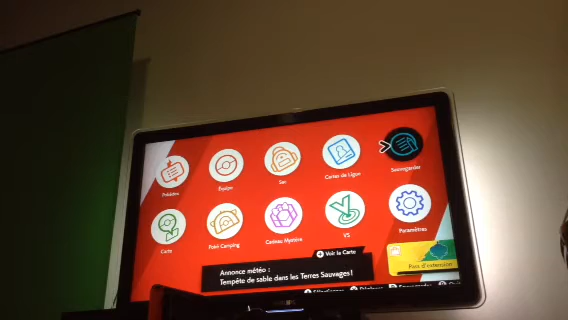 Pokédex
Équipe
Sac
Cartes de Ligue
Sauvegarder
Carte
Poké Camping
Cadeau Mystère
VS
Paramètres
Voir la Carte
Pass d'extension
Annonce météo :
Tempête de sable dans les Terres Sauvages!